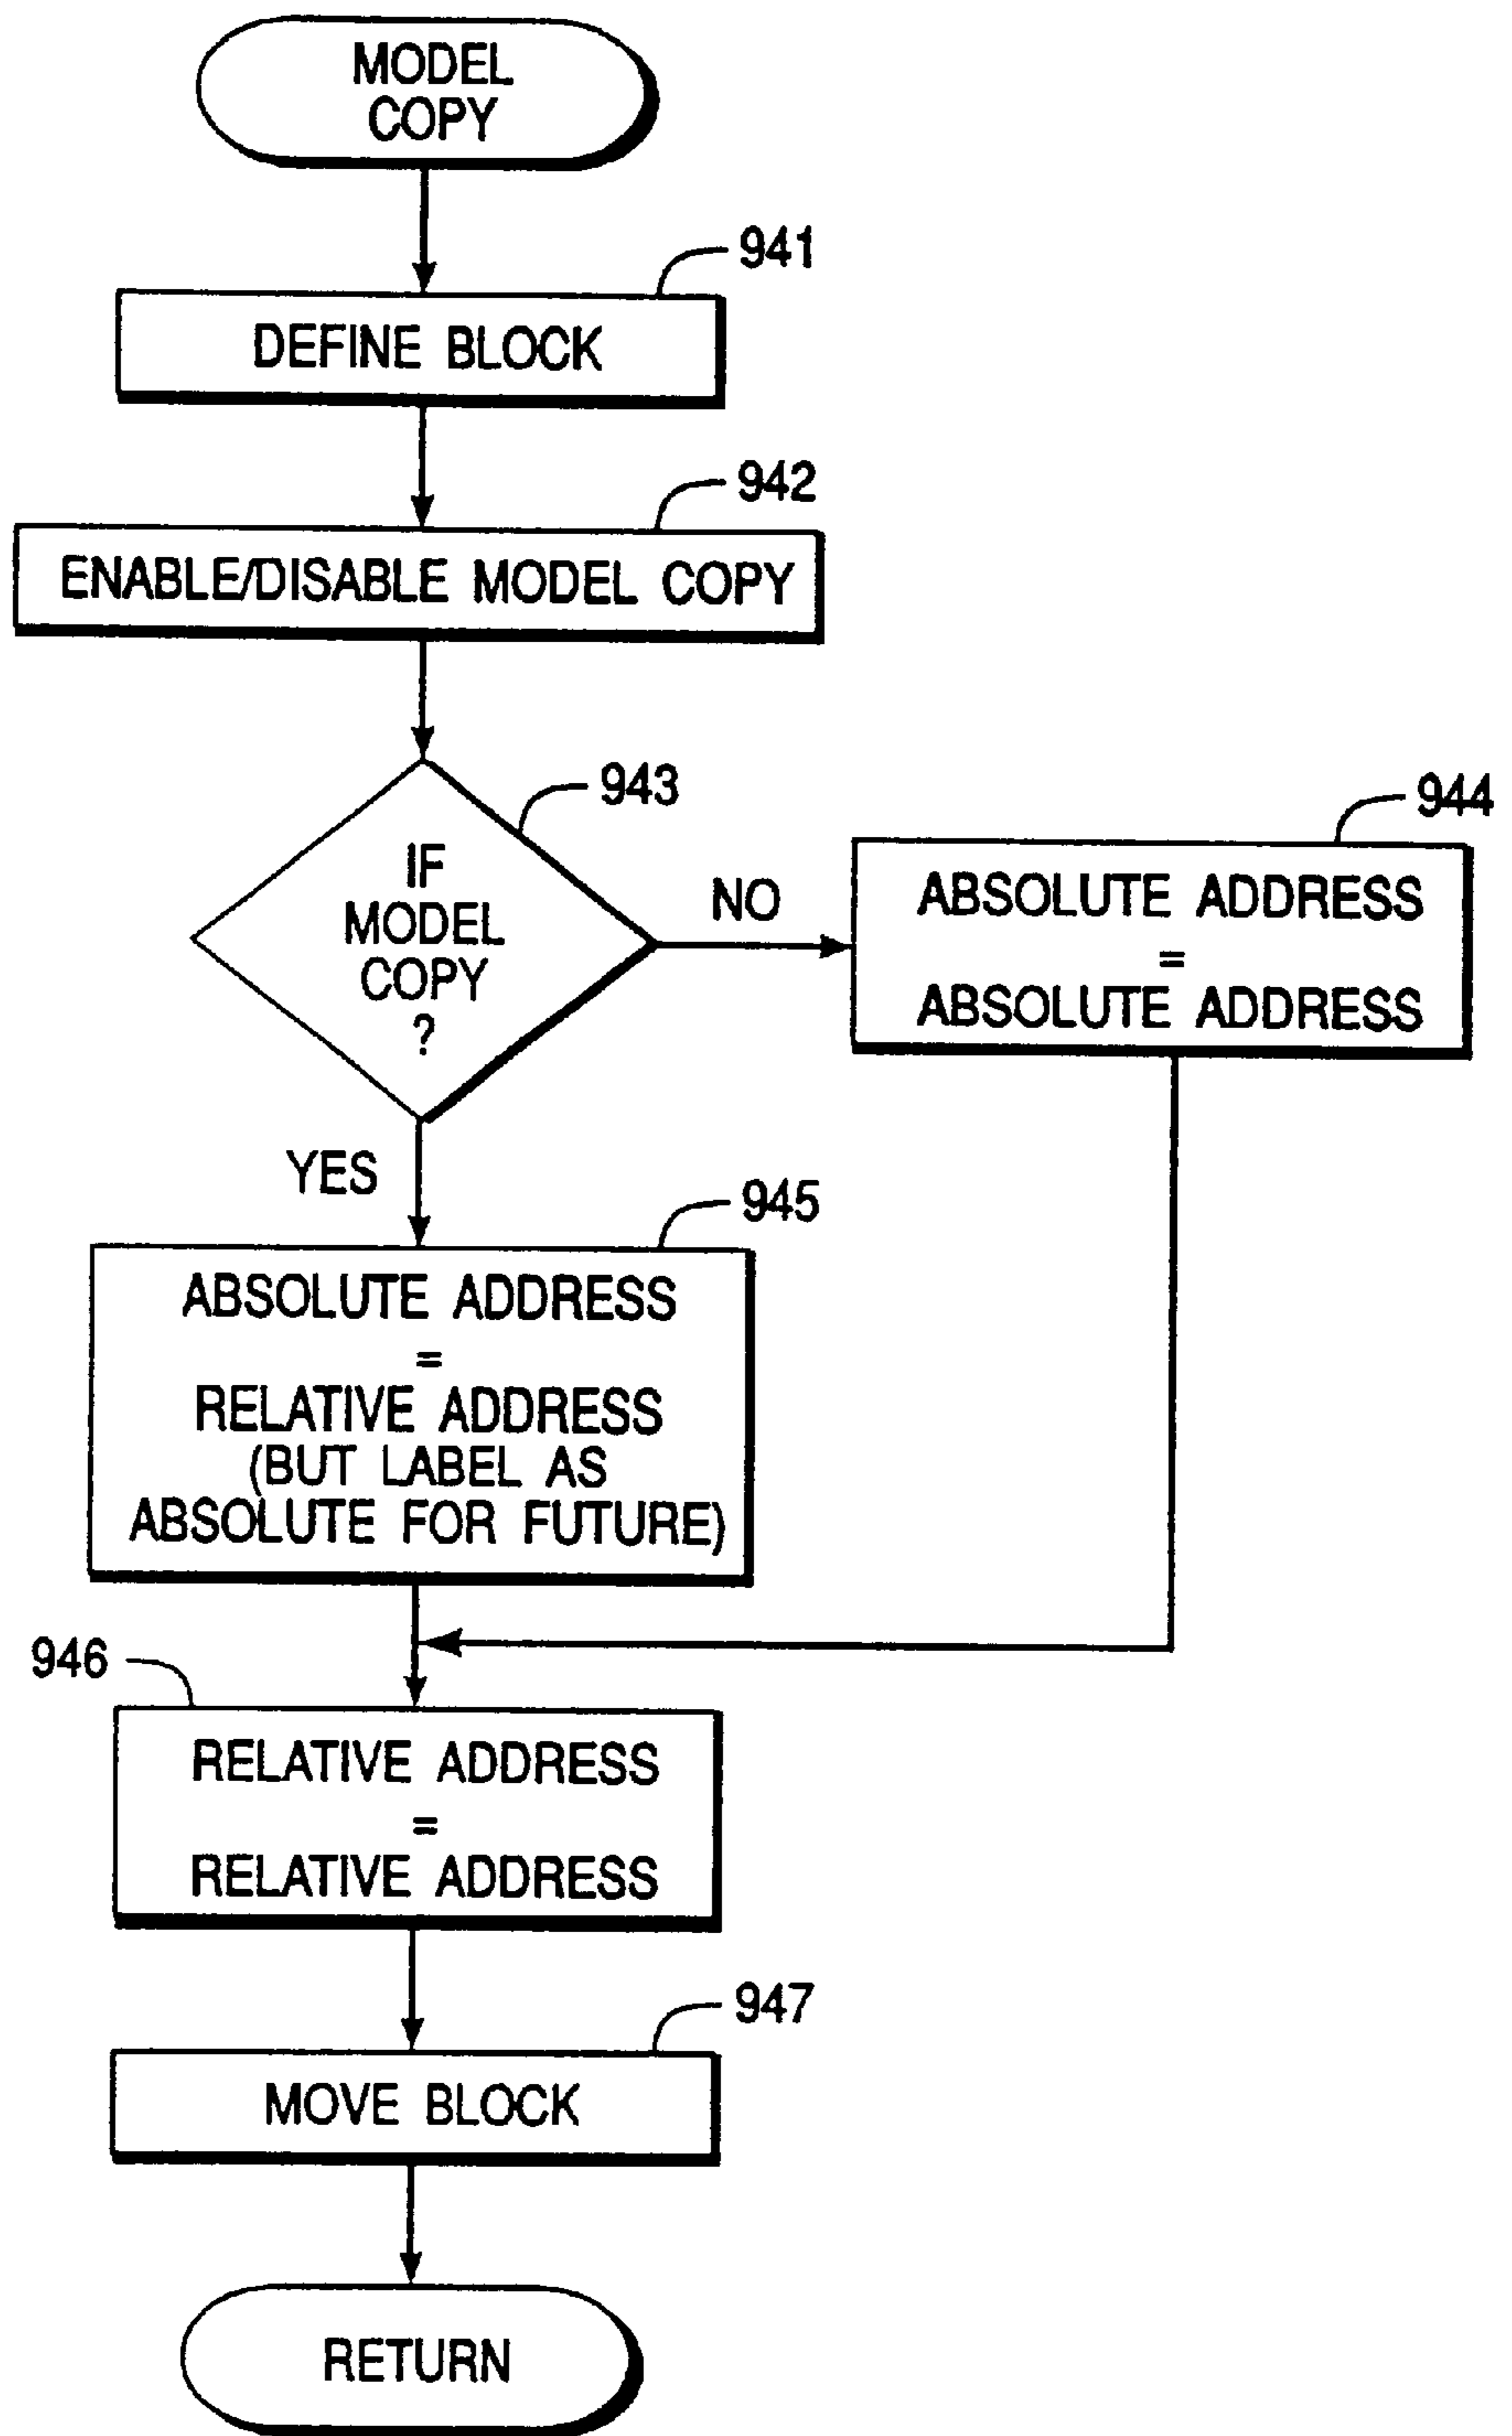 MODEL
COPY
941
DEFINE BLOCK
942
ENABLE/DISABLE MODEL COPY
943
IF
MODEL
COPY
?
NO
944
ABSOLUTE ADDRESS
=
ABSOLUTE ADDRESS
YES
945
ABSOLUTE ADDRESS
=
RELATIVE ADDRESS
(BUT LABEL AS
ABSOLUTE FOR FUTURE)
946
RELATIVE ADDRESS
=
RELATIVE ADDRESS
947
MOVE BLOCK
RETURN